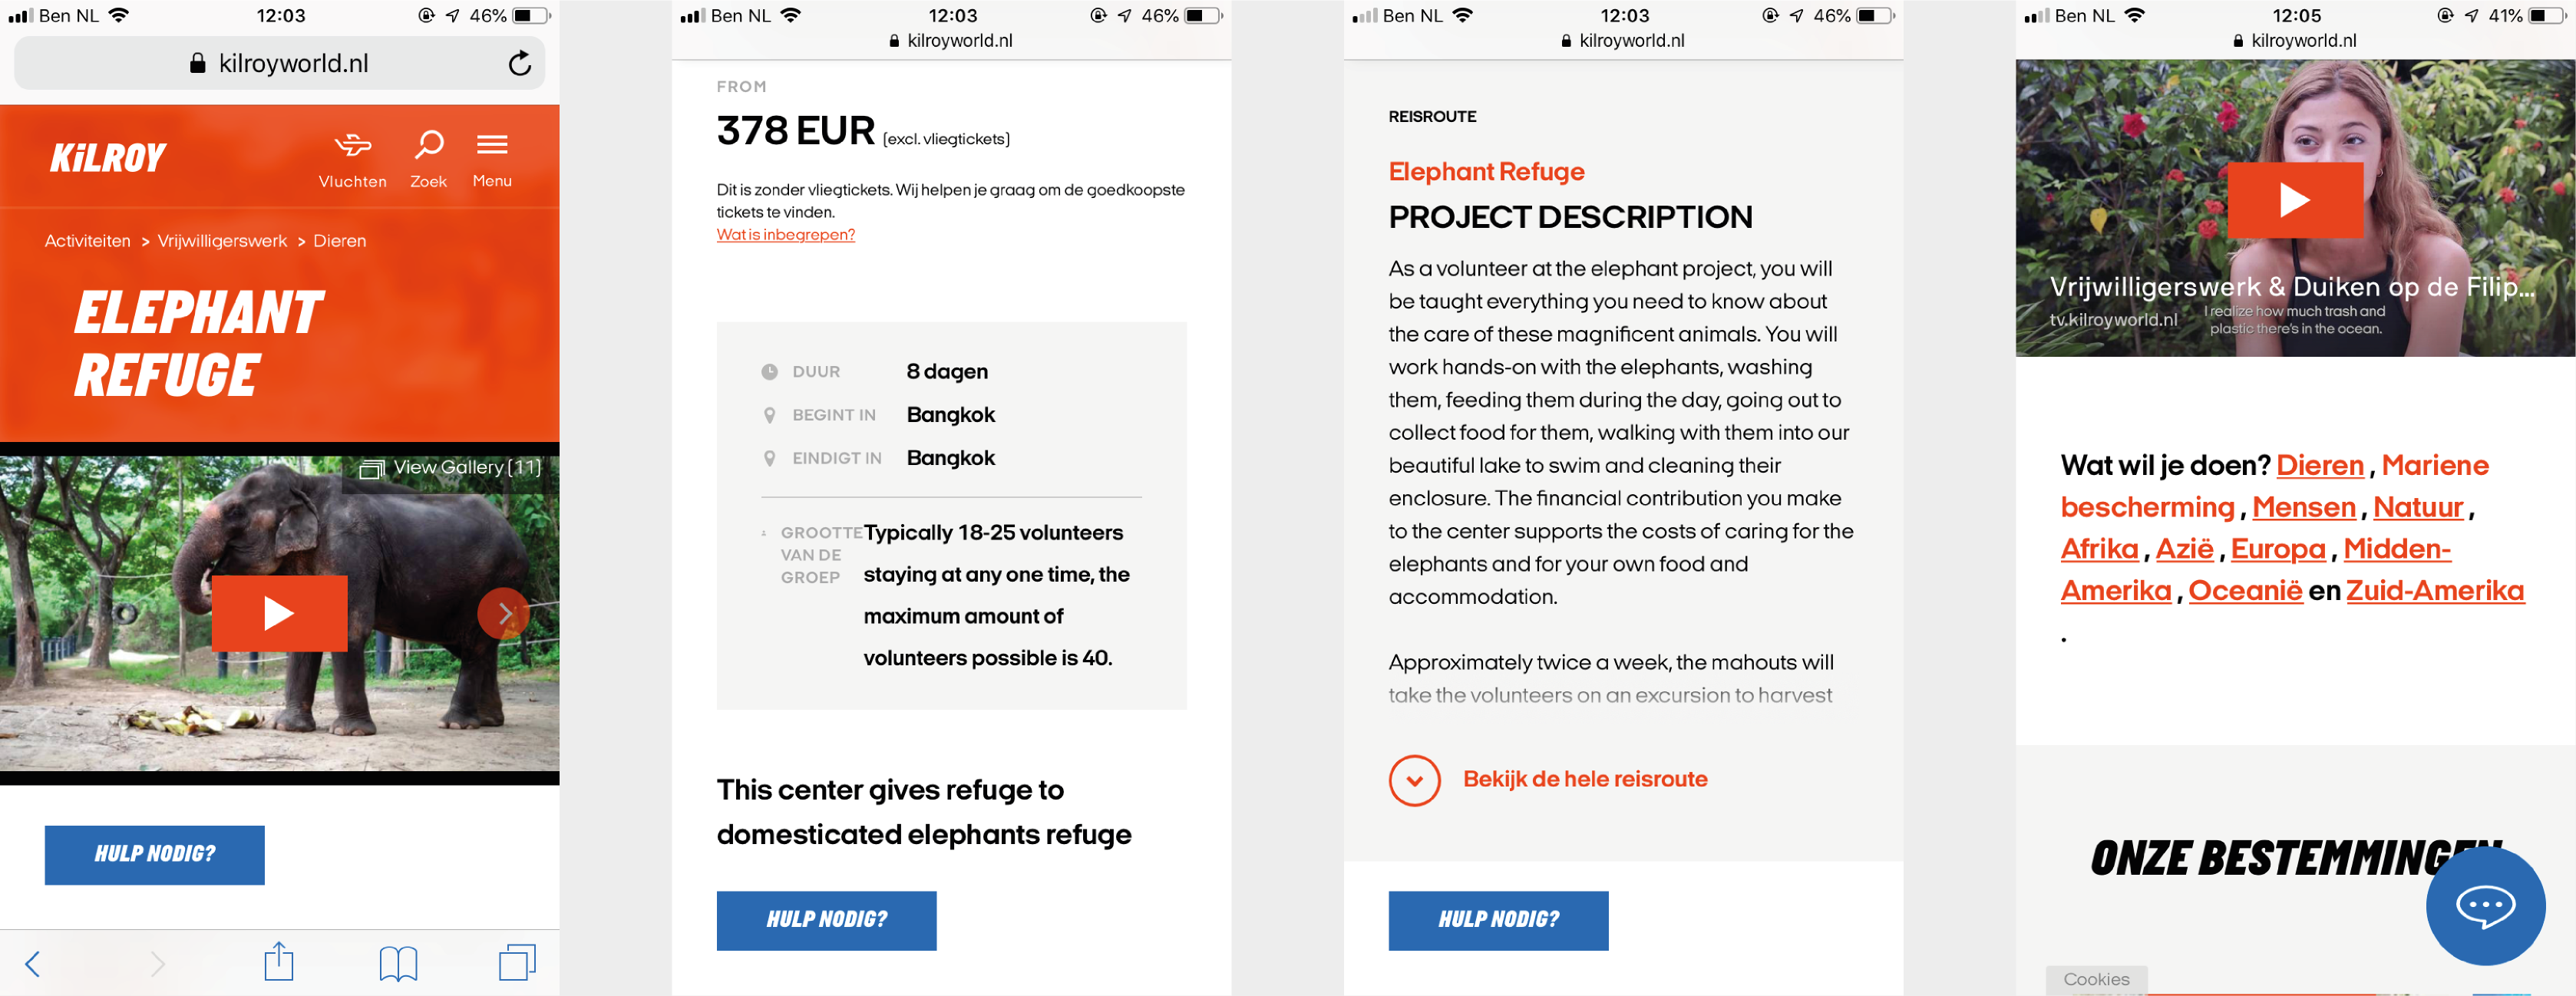 Ben NL
12:03
46%
kilroyworld.nl
KiLROY
Vluchten
Zoek
Menu
Activiteiten > Vrijwilligerswerk > Dieren
ELEPHANT
REFUGE
View Gallery (11)
HULP NODIG?
Ben NL
12:03
46%
kilroyworld.nl
FROM
378 EUR (excl. vliegtickets)
Dit is zonder vliegtickets. Wij helpen je graag om de goedkoopste
tickets te vinden.
Wat is inbegrepen?
DUUR 8 dagen
BEGINT IN Bangkok
EINDIGT IN Bangkok
GROOTTE
VAN DE
GROEP
Typically 18-25 volunteers
staying at any one time, the
maximum amount of
volunteers possible is 40.
This center gives refuge to
domesticated elephants refuge
HULP NODIG?
Ben NL
12:03
46%
kilroyworld.nl
REISROUTE
Elephant Refuge
PROJECT DESCRIPTION
As a volunteer at the elephant project, you will
be taught everything you need to know about
the care of these magnificent animals. You will
work hands-on with the elephants, washing
them, feeding them during the day, going out to
collect food for them, walking with them into our
beautiful lake to swim and cleaning their
enclosure. The financial contribution you make
to the center supports the costs of caring for the
elephants and for your own food and
accommodation.
Approximately twice a week, the mahouts will
take the volunteers on an excursion to harvest
Bekijk de hele reisroute
HULP NODIG?
Ben NL
12:05
41%
kilroyworld.nl
Vrijwilligerswerk & Duiken op de Filip...
tv.kilroyworld.nl
I realize how much trash and
plastic there's in the ocean.
Wat wil je doen? Dieren , Mariene
bescherming , Mensen , Natuur ,
Afrika , Azië , Europa , Midden-
Amerika , Oceanië en Zuid-Amerika
.
ONZE BESTEMMINGEN
Cookies